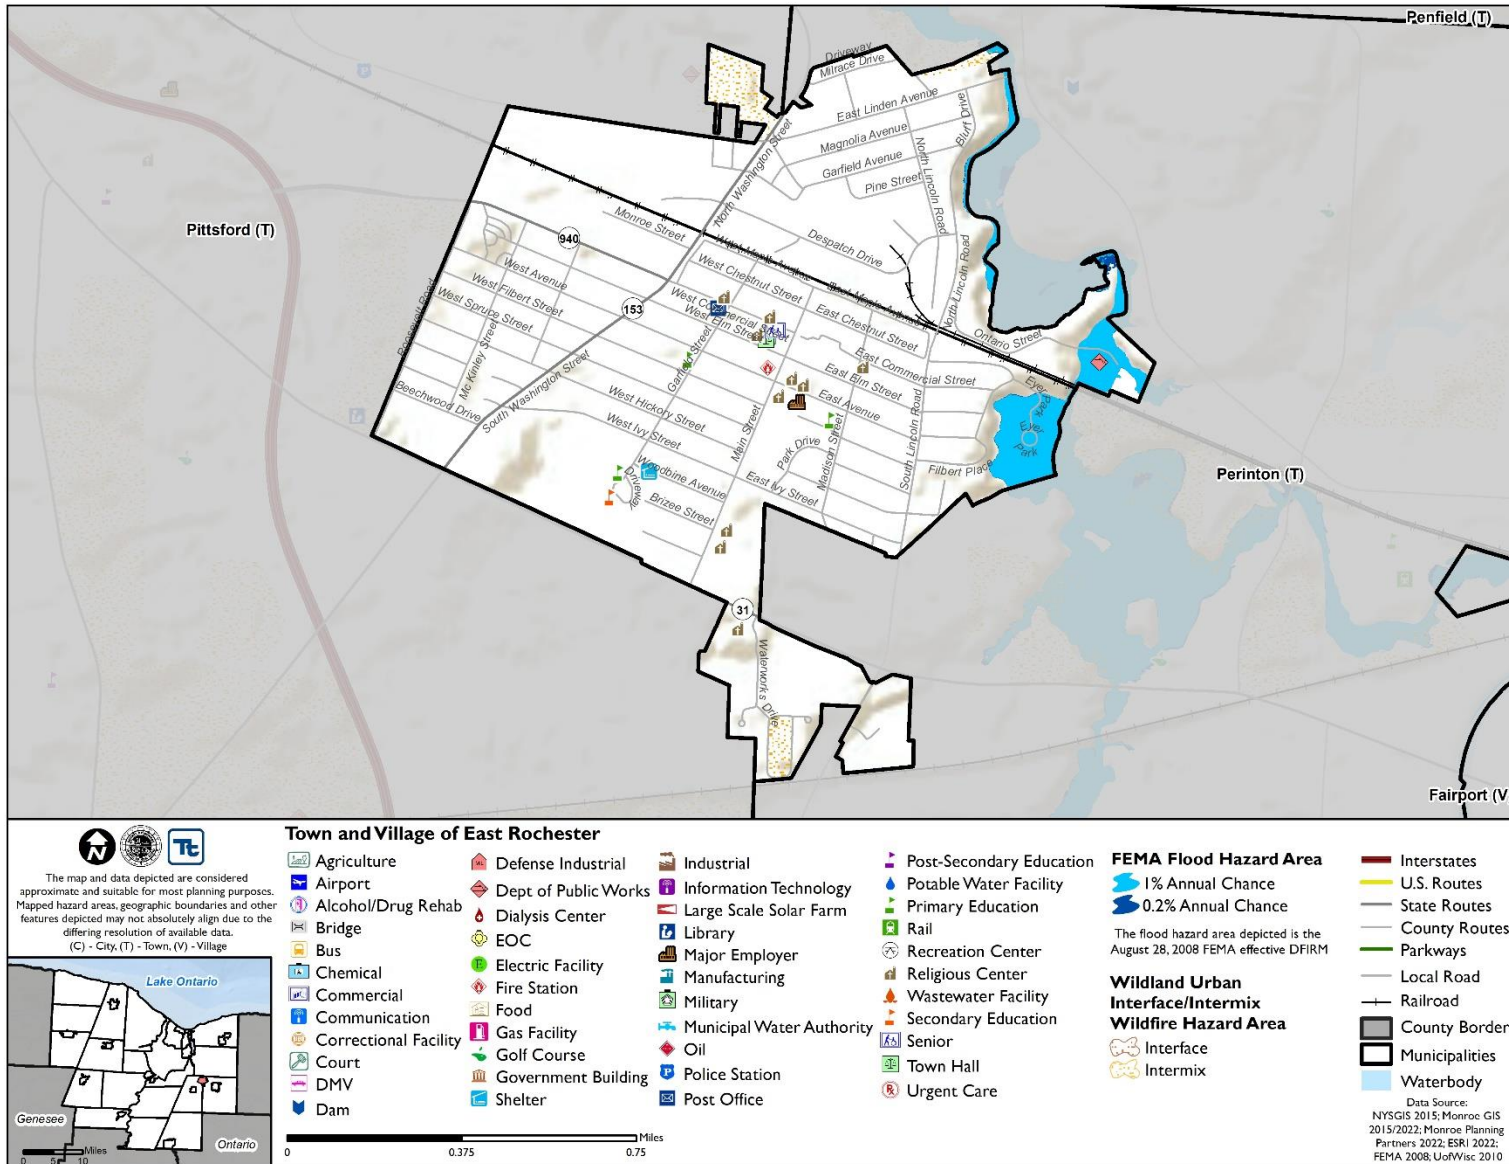 Penfield (T)
Driveway
Milrace Drive
East Linden Avenue
Magnolia Avenue
Garfield Avenue
Pine Street
Bluff Drive
North Lincoln Road
North Washington Street
Pittsford (T)
Monroe Street
940
Despatch Drive
West Avenue
West Filbert Street
West Spruce Street
West Chestnut Street
East Chestnut Street
North Lincoln Road
Ontario Street
153
West Elm Street
East Commercial Street
East Elm Street
East Avenue
Roosevelt Road
Mc Kinley Street
Garfield Street
South Washington Street
Beechwood Drive
West Hickory Street
West Ivy Street
Main Street
Park Drive
Madison Street
South Lincoln Road
Eyer Park
Eyer Park
Filbert Place
Perinton (T)
Woodbine Avenue
East Ivy Street
Driveway
Brizee Street
31
Waterworks Drive
Fairport (V
N
Tt
The map and data depicted are considered
approximate and suitable for most planning purposes.
Mapped hazard areas, geographic boundaries and other
features depicted may not absolutely align due to the
differing resolution of available data.
(C) - City, (T) - Town, (V) - Village
Lake Ontario
Genesee
Ontario
Miles
0 5 10
Town and Village of East Rochester
Agriculture
Airport
Alcohol/Drug Rehab
Bridge
Bus
Chemical
Commercial
Communication
Correctional Facility
Court
DMV
Dam
Defense Industrial
Dept of Public Works
Dialysis Center
EOC
Electric Facility
Fire Station
Food
Gas Facility
Golf Course
Government Building
Shelter
Industrial
Information Technology
Large Scale Solar Farm
Library
Major Employer
Manufacturing
Military
Municipal Water Authority
Oil
Police Station
Post Office
Post-Secondary Education
Potable Water Facility
Primary Education
Rail
Recreation Center
Religious Center
Wastewater Facility
Secondary Education
Senior
Town Hall
Urgent Care
Miles
0 0.375 0.75
FEMA Flood Hazard Area
1% Annual Chance
0.2% Annual Chance
The flood hazard area depicted is the
August 28, 2008 FEMA effective DFIRM
Wildland Urban
Interface/Intermix
Wildfire Hazard Area
Interface
Intermix
Interstates
U.S. Routes
State Routes
County Routes
Parkways
Local Road
Railroad
County Border
Municipalities
Waterbody
Data Source:
NYSGIS 2015; Monroe GIS
2015/2022; Monroe Planning
Partners 2022; ESRI 2022;
FEMA 2008; UofWisc 2010